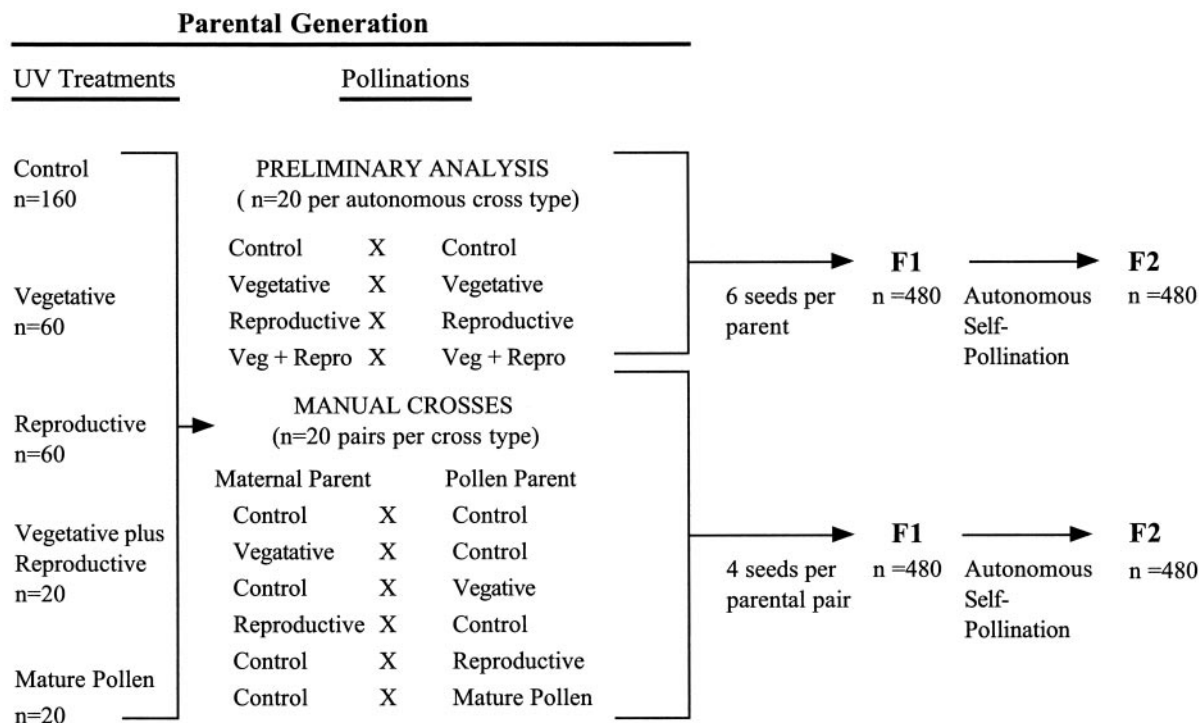 Parental Generation
UV Treatments
Pollinations
Control
n=160
Vegetative
n=60
Reproductive
n=60
Vegetative plus
Reproductive
n=20
Mature Pollen
n=20
PRELIMINARY ANALYSIS
( n=20 per autonomous cross type)
Control X Control
Vegetative X Vegetative
Reproductive X Reproductive
Veg + Repro X Veg + Repro
MANUAL CROSSES
(n=20 pairs per cross type)
Maternal Parent Pollen Parent
Control X Control
Vegatative X Control
Control X Vegative
Reproductive X Control
Control X Reproductive
Control X Mature Pollen
6 seeds per
parent
F1
n =480
Autonomous
Self-
Pollination
F2
n =480
4 seeds per
parental pair
F1
n =480
Autonomous
Self-
Pollination
F2
n =480